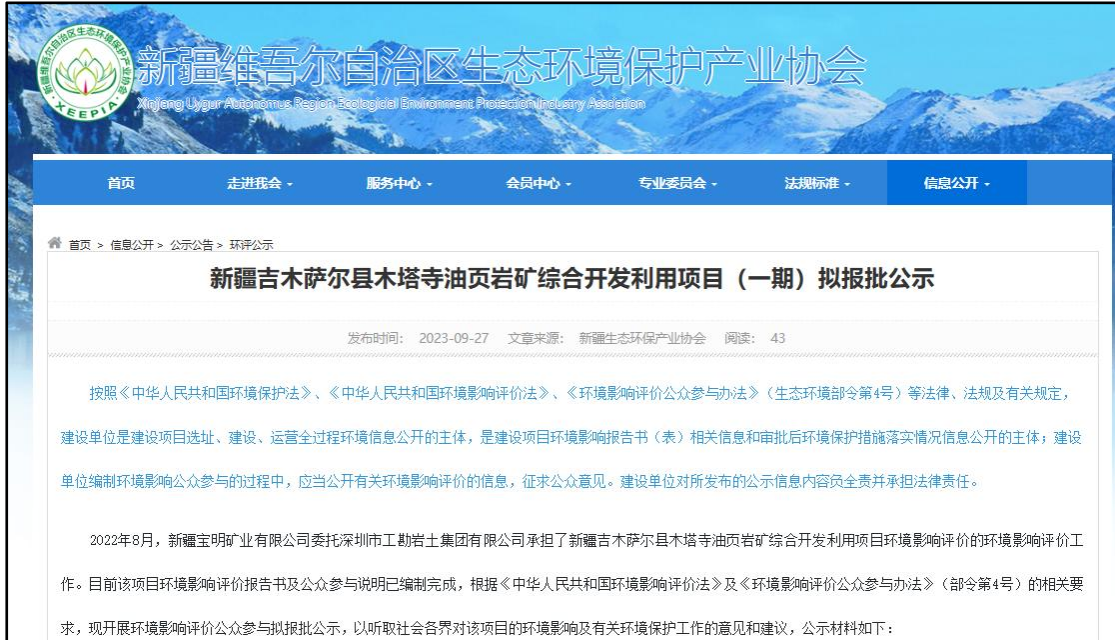 新疆维吾尔自治区生态环境保护产业协会
XEEPIA
新疆维吾尔自治区生态环境保护产业协会
Xinjiang Uygur Autonomous Region Ecological Environment Protection Industry Association
首页 走进我会 服务中心 会员中心 专业委员会 法规标准 信息公开
首页 > 信息公开 > 公示公告 > 环评公示
新疆吉木萨尔县木塔寺油页岩矿综合开发利用项目（一期）拟报批公示
发布时间： 2023-09-27 文章来源： 新疆生态环保产业协会 阅读： 43
按照《中华人民共和国环境保护法》、《中华人民共和国环境影响评价法》、《环境影响评价公众参与办法》（生态环境部令第4号）等法律、法规及有关规定，
建设单位是建设项目选址、建设、运营全过程环境信息公开的主体，是建设项目环境影响报告书（表）相关信息和审批后环境保护措施落实情况信息公开的主体；建设
单位编制环境影响公众参与的过程中，应当公开有关环境影响评价的信息，征求公众意见。建设单位对所发布的公示信息内容负全责并承担法律责任。
2022年8月，新疆宝明矿业有限公司委托深圳市工勘岩土集团有限公司承担了新疆吉木萨尔县木塔寺油页岩矿综合开发利用项目环境影响评价的环境影响评价工
作。目前该项目环境影响评价报告书及公众参与说明已编制完成，根据《中华人民共和国环境影响评价法》及《环境影响评价公众参与办法》（部令第4号）的相关要
求，现开展环境影响评价公众参与拟报批公示，以听取社会各界对该项目的环境影响及有关环境保护工作的意见和建议，公示材料如下：